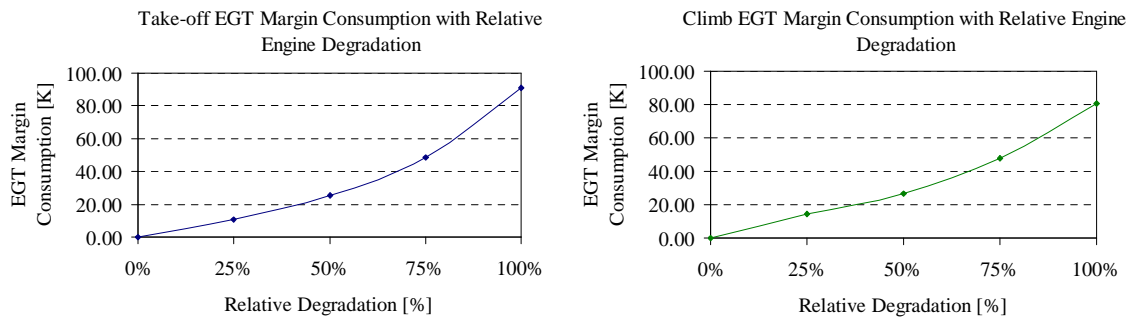 Take-off EGT Margin Consumption with Relative
Engine Degradation
EGT Margin
Consumption [K]
100.00
80.00
60.00
40.00
20.00
0.00
0%
25%
50%
75%
100%
Relative Degradation [%]
Climb EGT Margin Consumption with Relative Engine
Degradation
EGT Margin
Consumption [K]
100.00
80.00
60.00
40.00
20.00
0.00
0%
25%
50%
75%
100%
Relative Degradation [%]